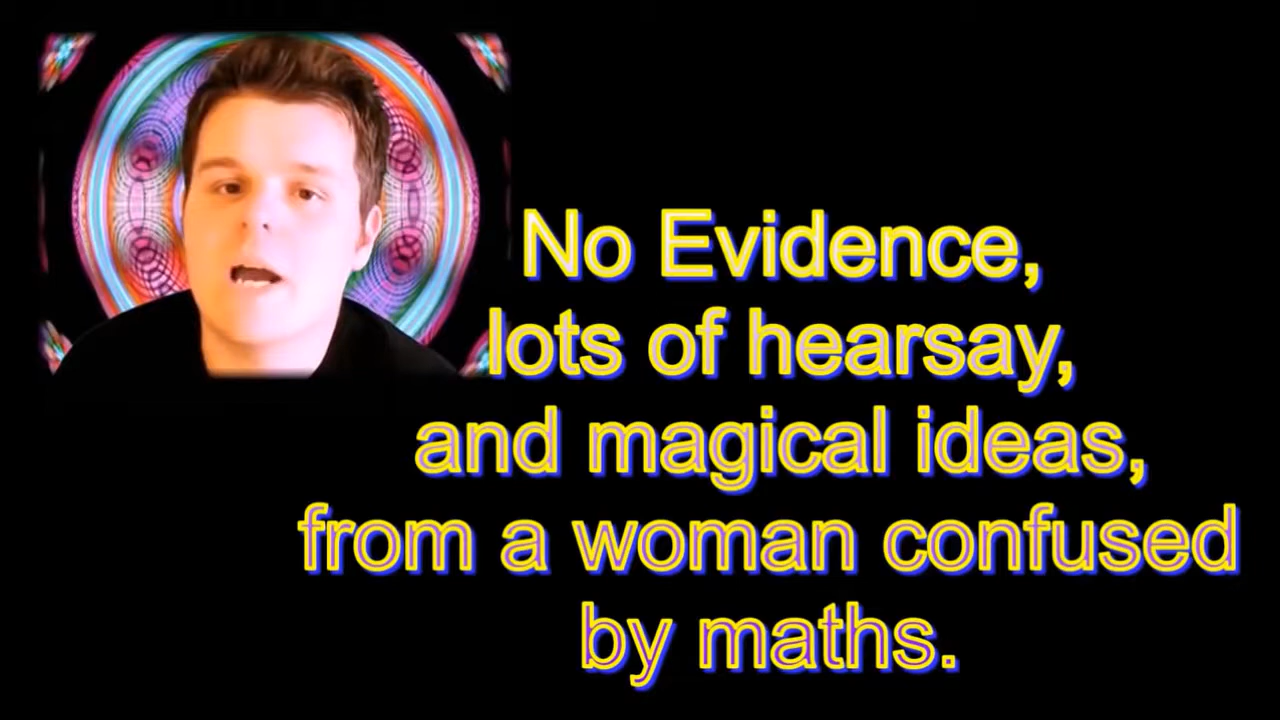 No Evidence,
lots of hearsay,
and magical ideas,
from a woman confused
by maths.